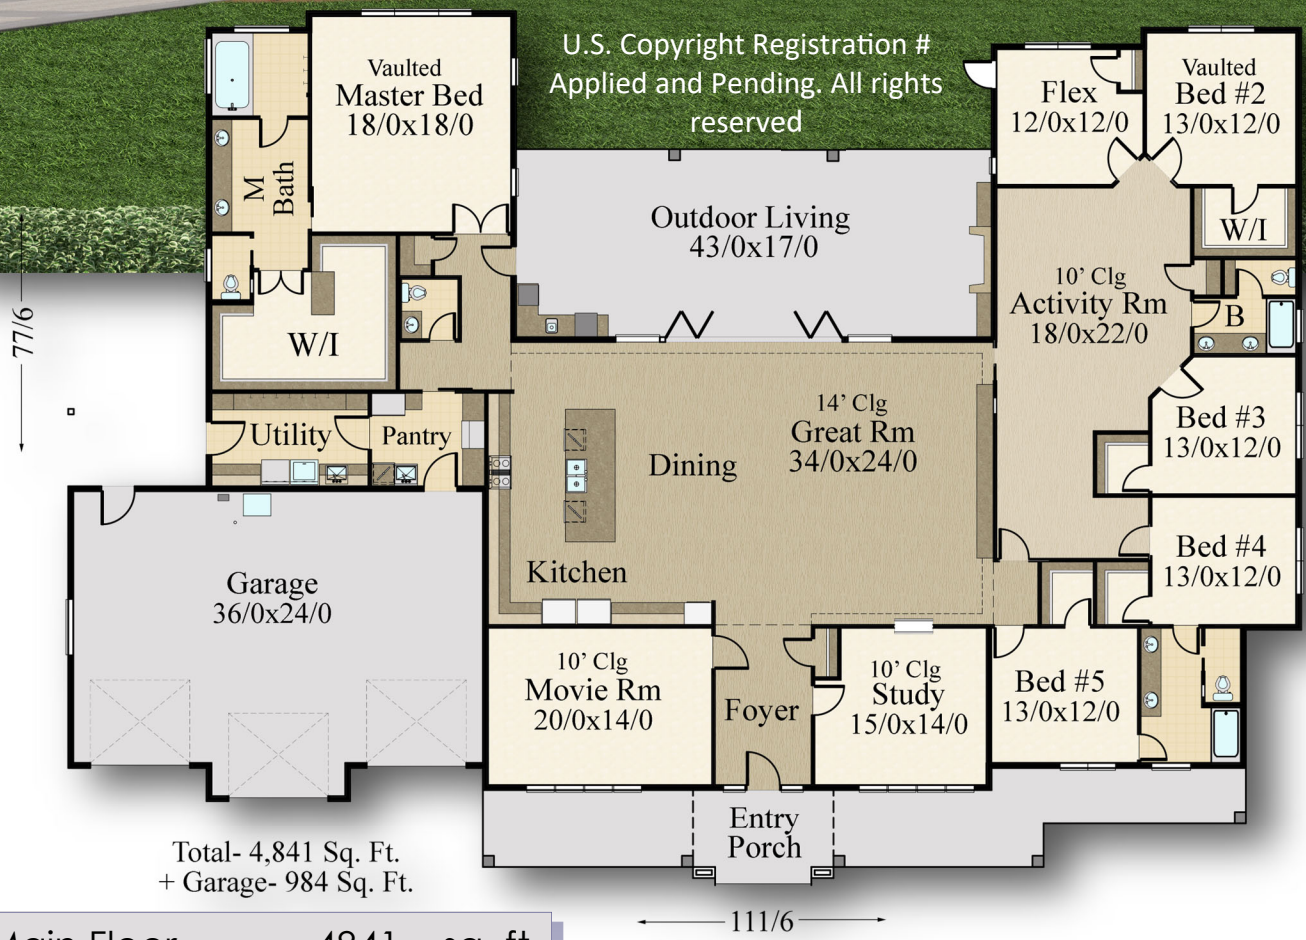 U.S. Copyright Registration #
Applied and Pending. All rights
reserved
Vaulted
Master Bed
18/0x18/0
Flex
12/0x12/0
Vaulted
Bed #2
13/0x12/0
M
Bath
Outdoor Living
43/0x17/0
W/I
10' Clg
Activity Rm
18/0x22/0
B
77/6
W/I
Utility
Pantry
14' Clg
Great Rm
34/0x24/0
Dining
Bed #3
13/0x12/0
Kitchen
Bed #4
13/0x12/0
Garage
36/0x24/0
10' Clg
Movie Rm
20/0x14/0
Foyer
10' Clg
Study
15/0x14/0
Bed #5
13/0x12/0
Entry
Porch
Total- 4,841 Sq. Ft.
+ Garage- 984 Sq. Ft.
111/6
Main Floor 4841 sq. ft.